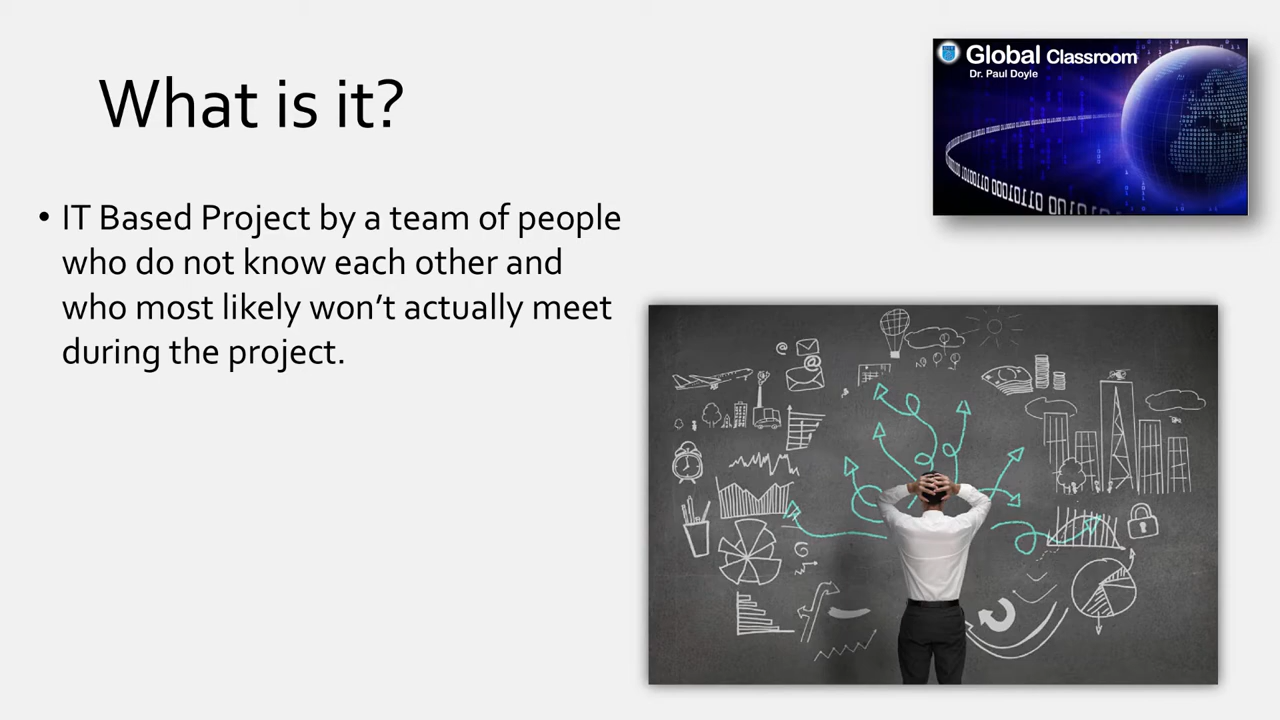 What is it?
Global Classroom
Dr. Paul Doyle
• IT Based Project by a team of people
who do not know each other and
who most likely won’t actually meet
during the project.